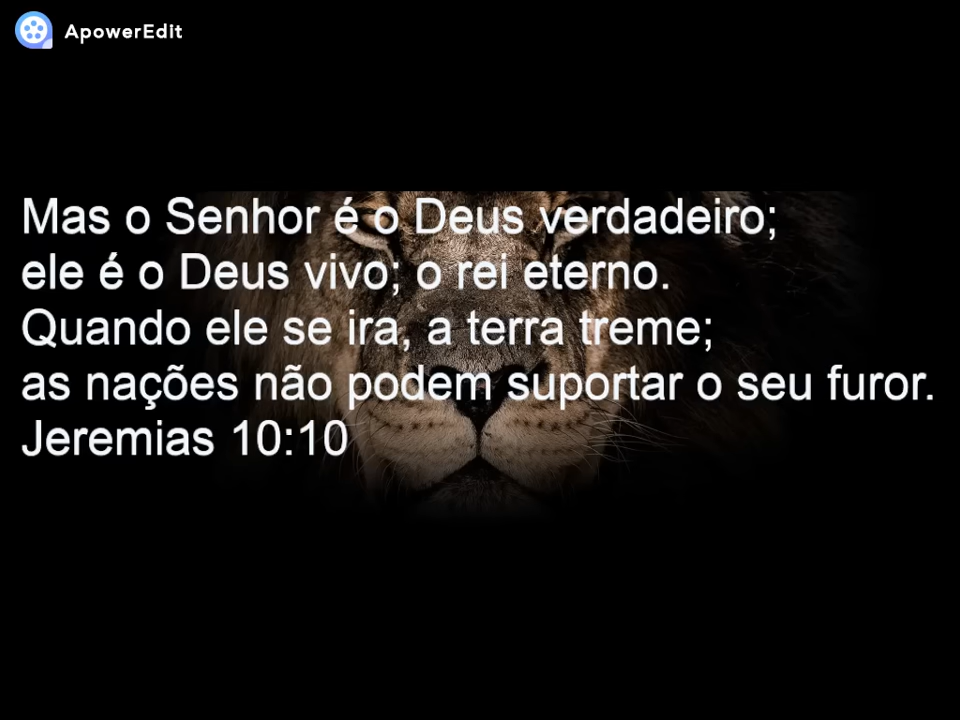 ApowerEdit
Mas o Senhor é o Deus verdadeiro;
ele é o Deus vivo; o rei eterno.
Quando ele se ira, a terra treme;
as nações não podem suportar o seu furor.
Jeremias 10:10